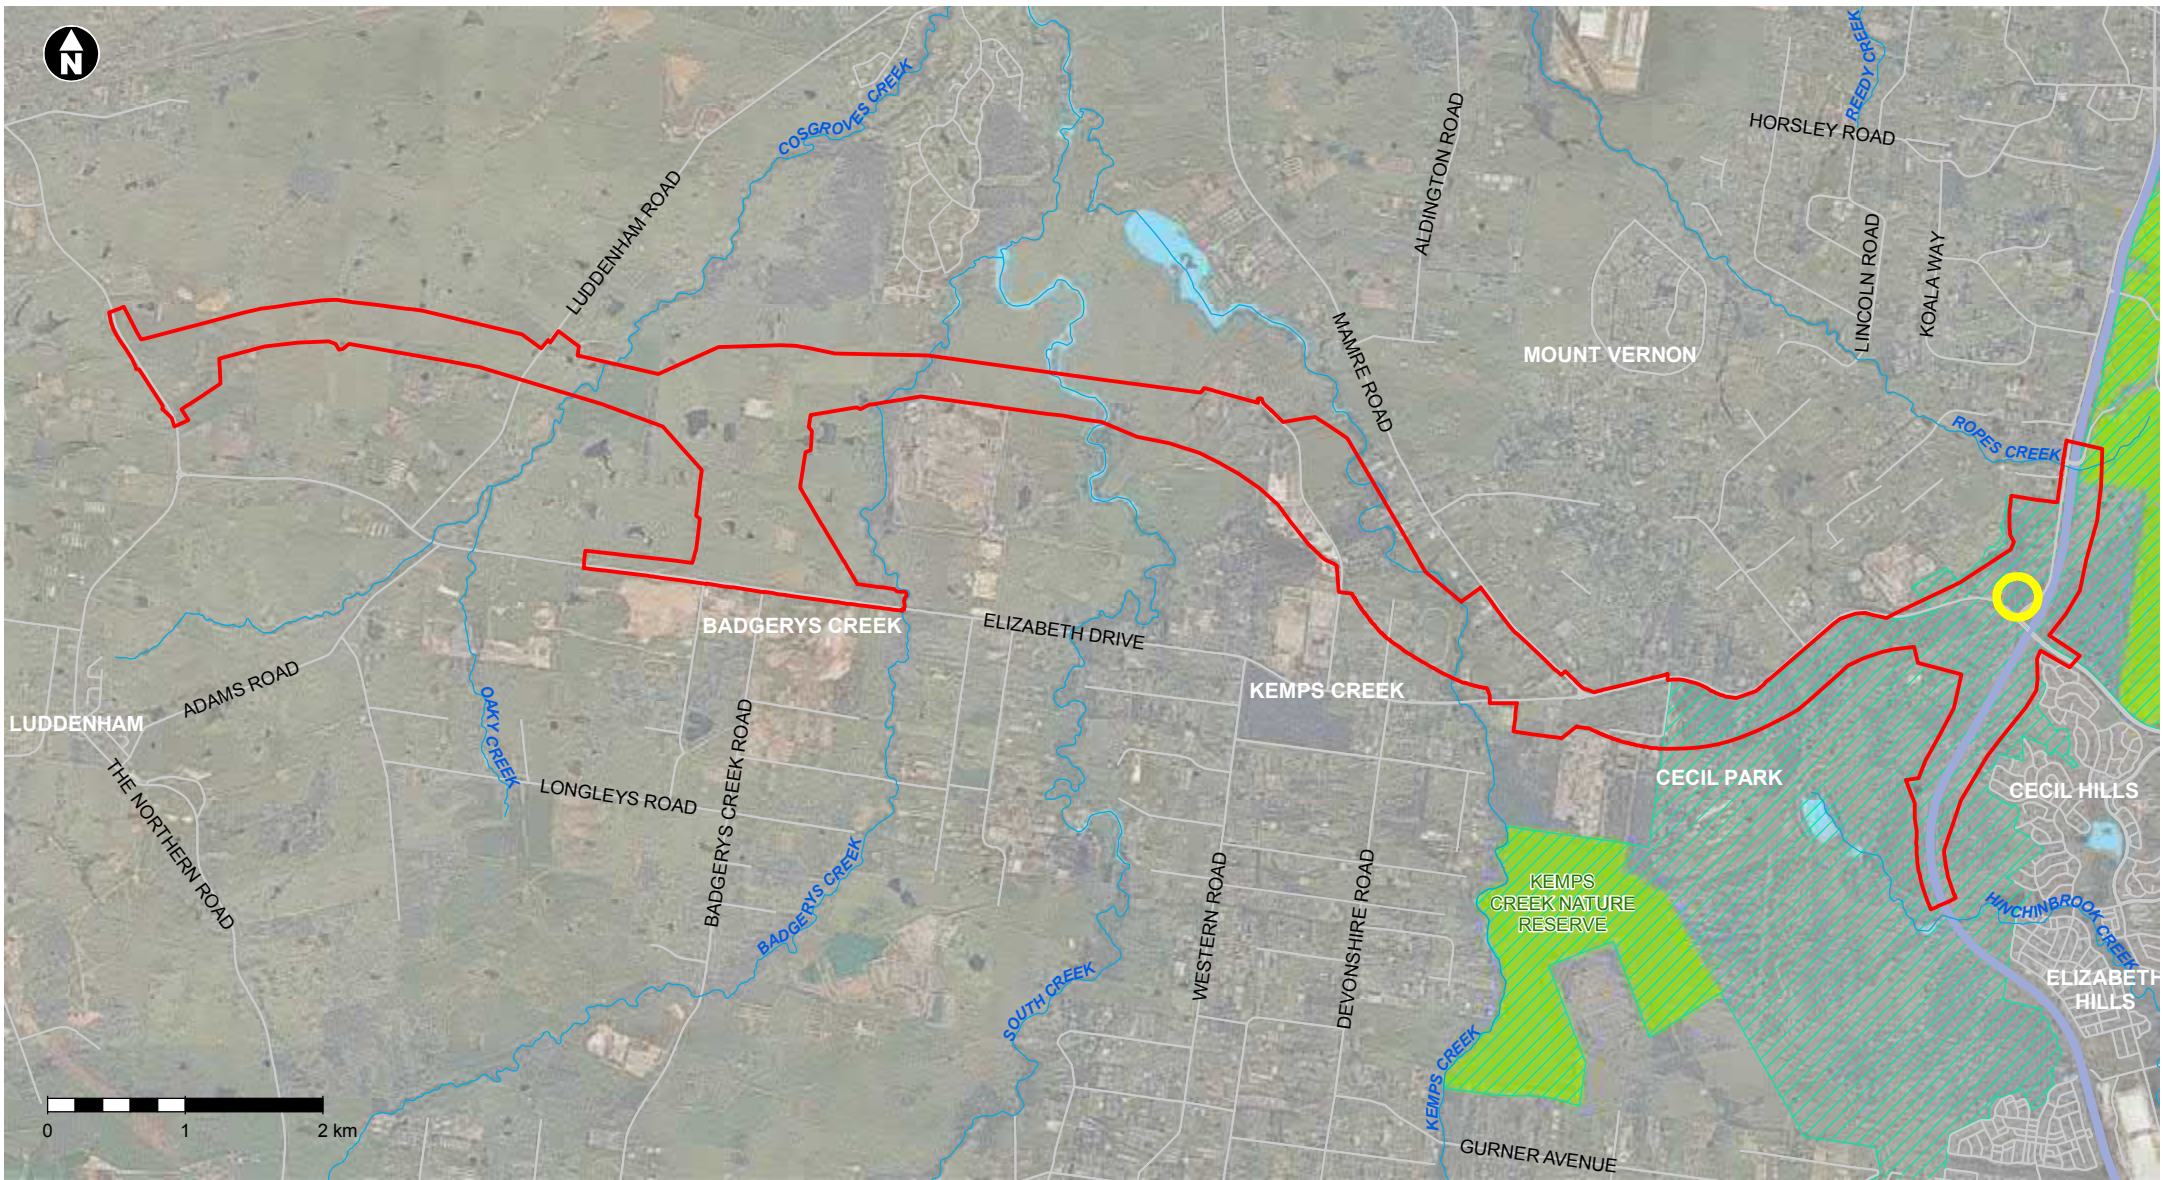 N
REEDY CREEK
COSGROVES CREEK
HORSLEY ROAD
ALDINGTON ROAD
LUDDENHAM ROAD
LINCOLN ROAD
KOALA WAY
MAMRE ROAD
MOUNT VERNON
ROPES CREEK
BADGERYS CREEK
ELIZABETH DRIVE
ADAMS ROAD
KEMPS CREEK
LUDDENHAM
OAKY CREEK
CECIL PARK
CECIL HILLS
LONGLEYS ROAD
BADGERYS CREEK ROAD
THE NORTHERN ROAD
BADGERYS CREEK
WESTERN ROAD
DEVONSHIRE ROAD
KEMPS
CREEK NATURE
RESERVE
HINCHINBROOK CREEK
ELIZABETH
HILLS
SOUTH CREEK
KEMPS CREEK
0 1 2 km
GURNER AVENUE